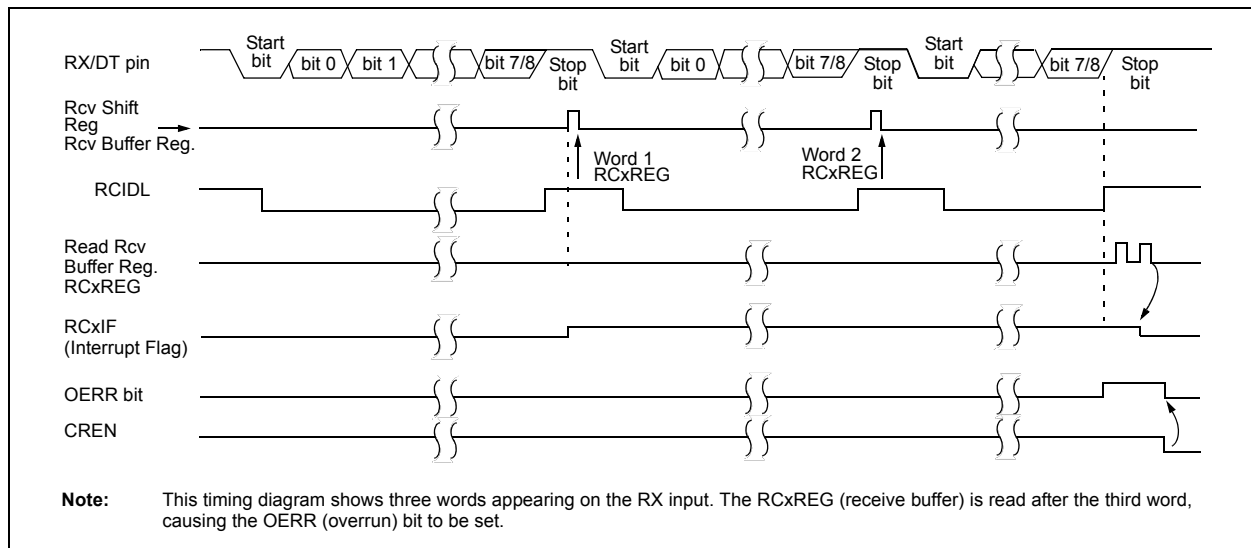 RX/DT pin
Start
bit
bit 0
bit 1
bit 7/8
Stop
bit
Start
bit
bit 0
bit 7/8
Stop
bit
Start
bit
bit 7/8
Stop
bit
Rcv Shift
Reg
Rcv Buffer Reg.
Word 1
RCxREG
Word 2
RCxREG
RCIDL
Read Rcv
Buffer Reg.
RCxREG
RCxIF
(Interrupt Flag)
OERR bit
CREN
Note: This timing diagram shows three words appearing on the RX input. The RCxREG (receive buffer) is read after the third word,
causing the OERR (overrun) bit to be set.